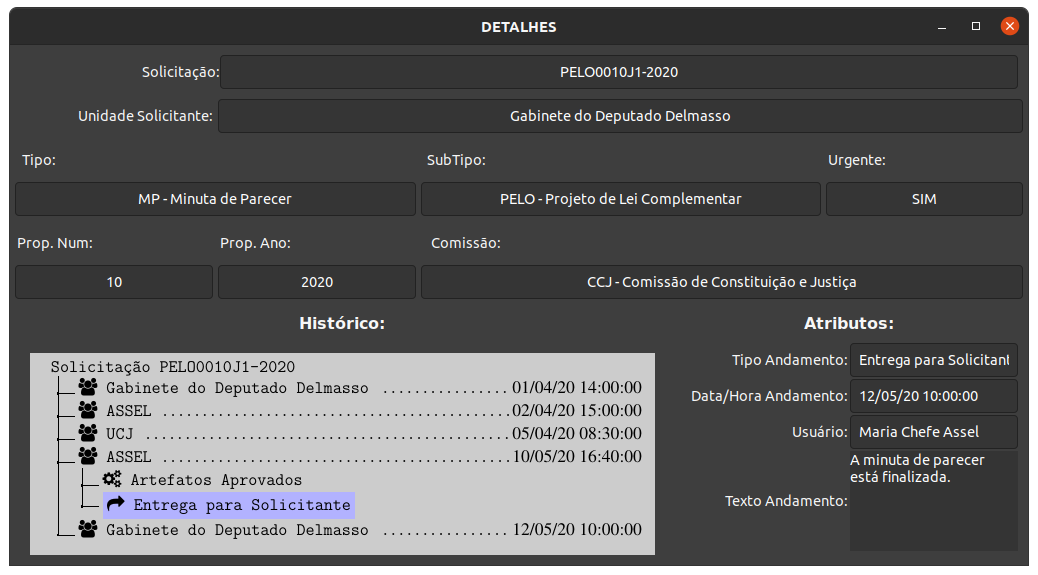 DETALHES
Solicitação: PELO0010J1-2020
Unidade Solicitante: Gabinete do Deputado Delmasso
Tipo: SubTipo: Urgente:
MP - Minuta de Parecer PELO - Projeto de Lei Complementar SIM
Prop. Num: Prop. Ano: Comissão:
10 2020 CCJ - Comissão de Constituição e Justiça
Histórico: Atributos:
Solicitação PELO0010J1-2020
Gabinete do Deputado Delmasso ................ 01/04/20 14:00:00
ASSEL ............................................ 02/04/20 15:00:00
UCJ .............................................. 05/04/20 08:30:00
ASSEL ............................................ 10/05/20 16:40:00
Artefatos Aprovados
Entrega para Solicitante
Gabinete do Deputado Delmasso ................ 12/05/20 10:00:00
Tipo Andamento: Entrega para Solicitant
Data/Hora Andamento: 12/05/20 10:00:00
Usuário: Maria Chefe Assel
Texto Andamento: A minuta de parecer
está finalizada.